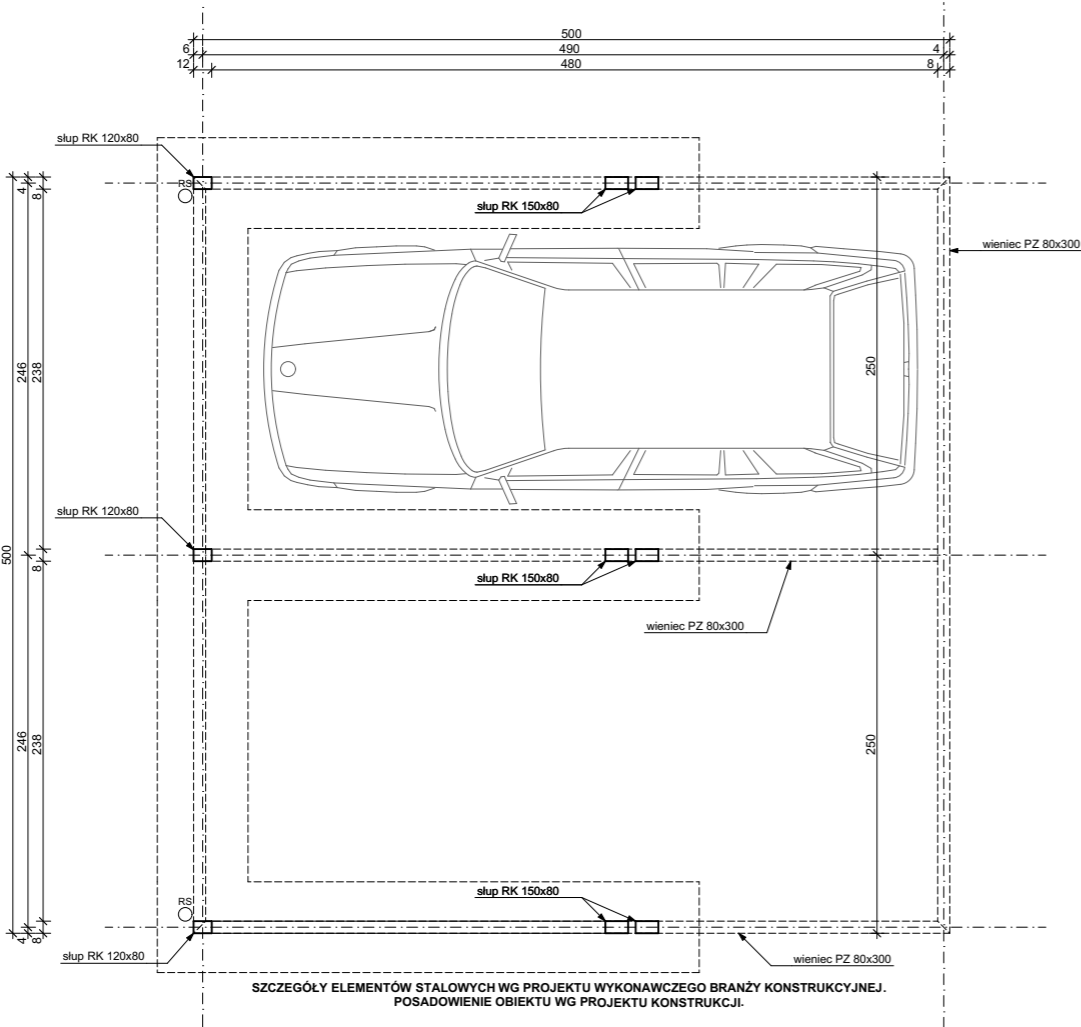 500
6 490 4
12 480 8
słup RK 120x80
RS
słup RK 150x80
wieniec PZ 80x300
4
8
246
238
250
słup RK 120x80
500
8
słup RK 150x80
wieniec PZ 80x300
246
238
250
słup RK 150x80
RS
4
8
słup RK 120x80
wieniec PZ 80x300
SZCZEGÓŁY ELEMENTÓW STALOWYCH WG PROJEKTU WYKONAWCZEGO BRANŻY KONSTRUKCYJNEJ.
POSADOWIENIE OBIEKTU WG PROJEKTU KONSTRUKCJI.